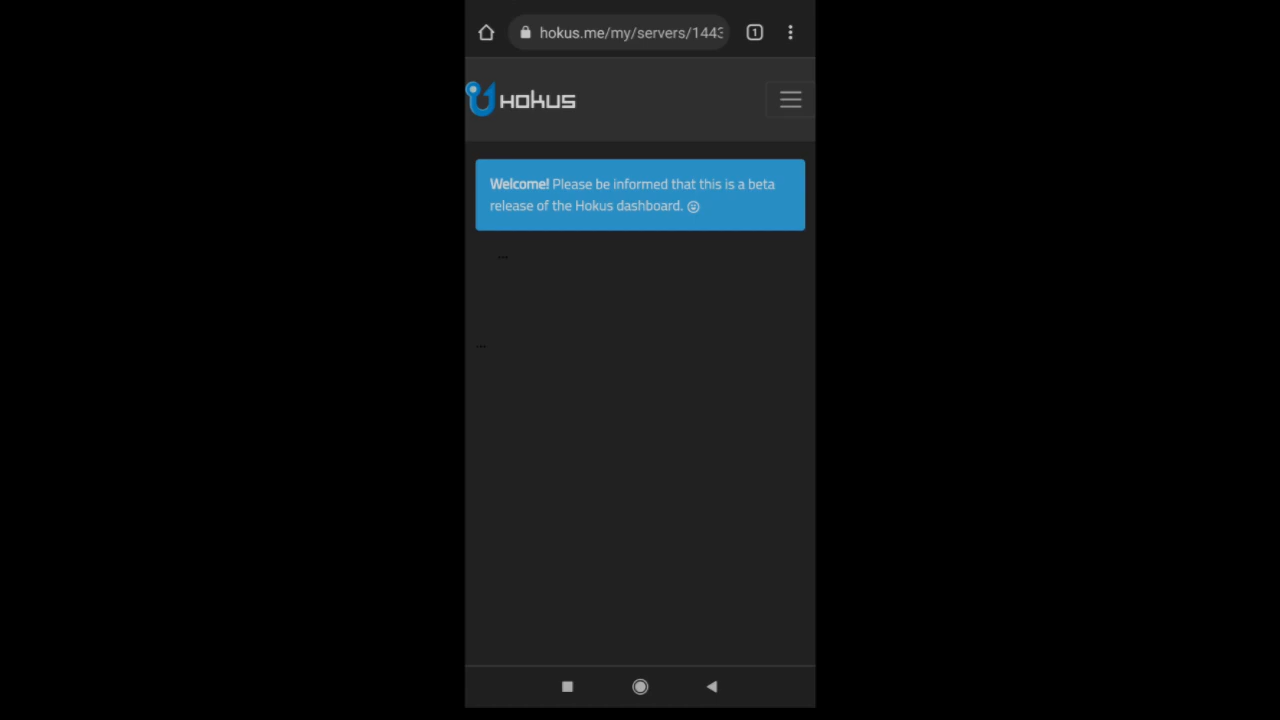 hokus.me/my/servers/1443
1
HOKUS
Welcome! Please be informed that this is a beta
release of the Hokus dashboard. 😀
...
...